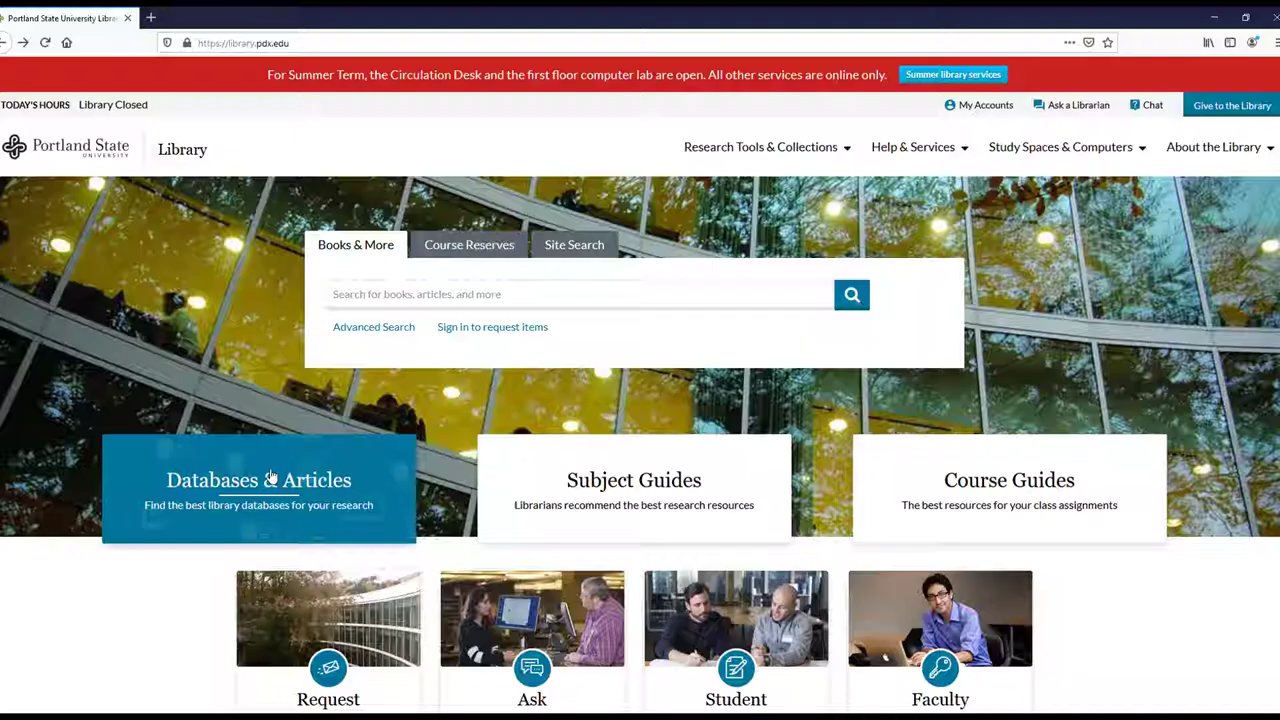 Portland State University Libra
https://library.pdx.edu
For Summer Term, the Circulation Desk and the first floor computer lab are open. All other services are online only.
Summer library services
TODAY'S HOURS Library Closed
My Accounts
Ask a Librarian
Chat
Give to the Library
Portland State
UNIVERSITY
Library
Research Tools & Collections
Help & Services
Study Spaces & Computers
About the Library
Books & More
Course Reserves
Site Search
Search for books, articles, and more
Advanced Search
Sign in to request items
Databases & Articles
Find the best library databases for your research
Subject Guides
Librarians recommend the best research resources
Course Guides
The best resources for your class assignments
Request
Ask
Student
Faculty